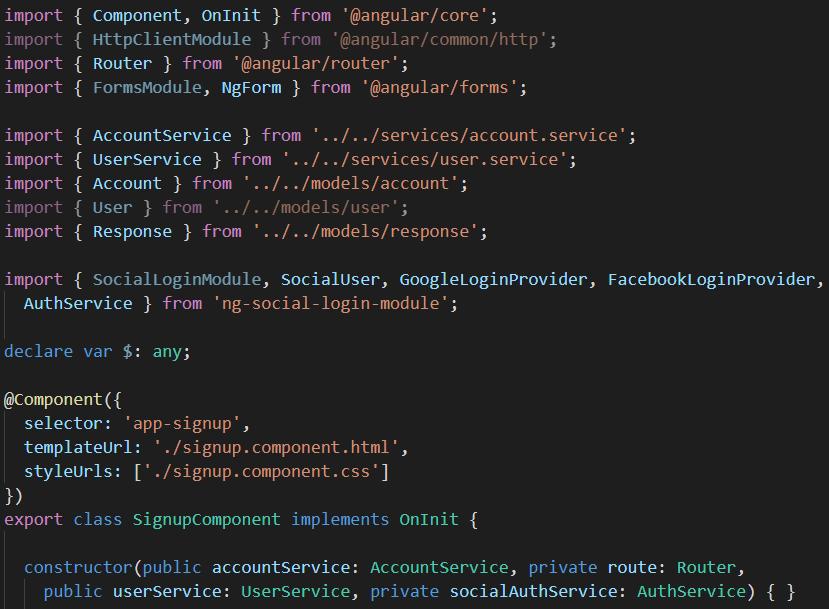 import { Component, OnInit } from '@angular/core';
import { HttpClientModule } from '@angular/common/http';
import { Router } from '@angular/router';
import { FormsModule, NgForm } from '@angular/forms';

import { AccountService } from '../../services/account.service';
import { UserService } from '../../services/user.service';
import { Account } from '../../models/account';
import { User } from '../../models/user';
import { Response } from '../../models/response';

import { SocialLoginModule, SocialUser, GoogleLoginProvider, FacebookLoginProvider,
  AuthService } from 'ng-social-login-module';

declare var $: any;

@Component({
  selector: 'app-signup',
  templateUrl: './signup.component.html',
  styleUrls: ['./signup.component.css']
})
export class SignupComponent implements OnInit {

  constructor(public accountService: AccountService, private route: Router,
    public userService: UserService, private socialAuthService: AuthService) { }